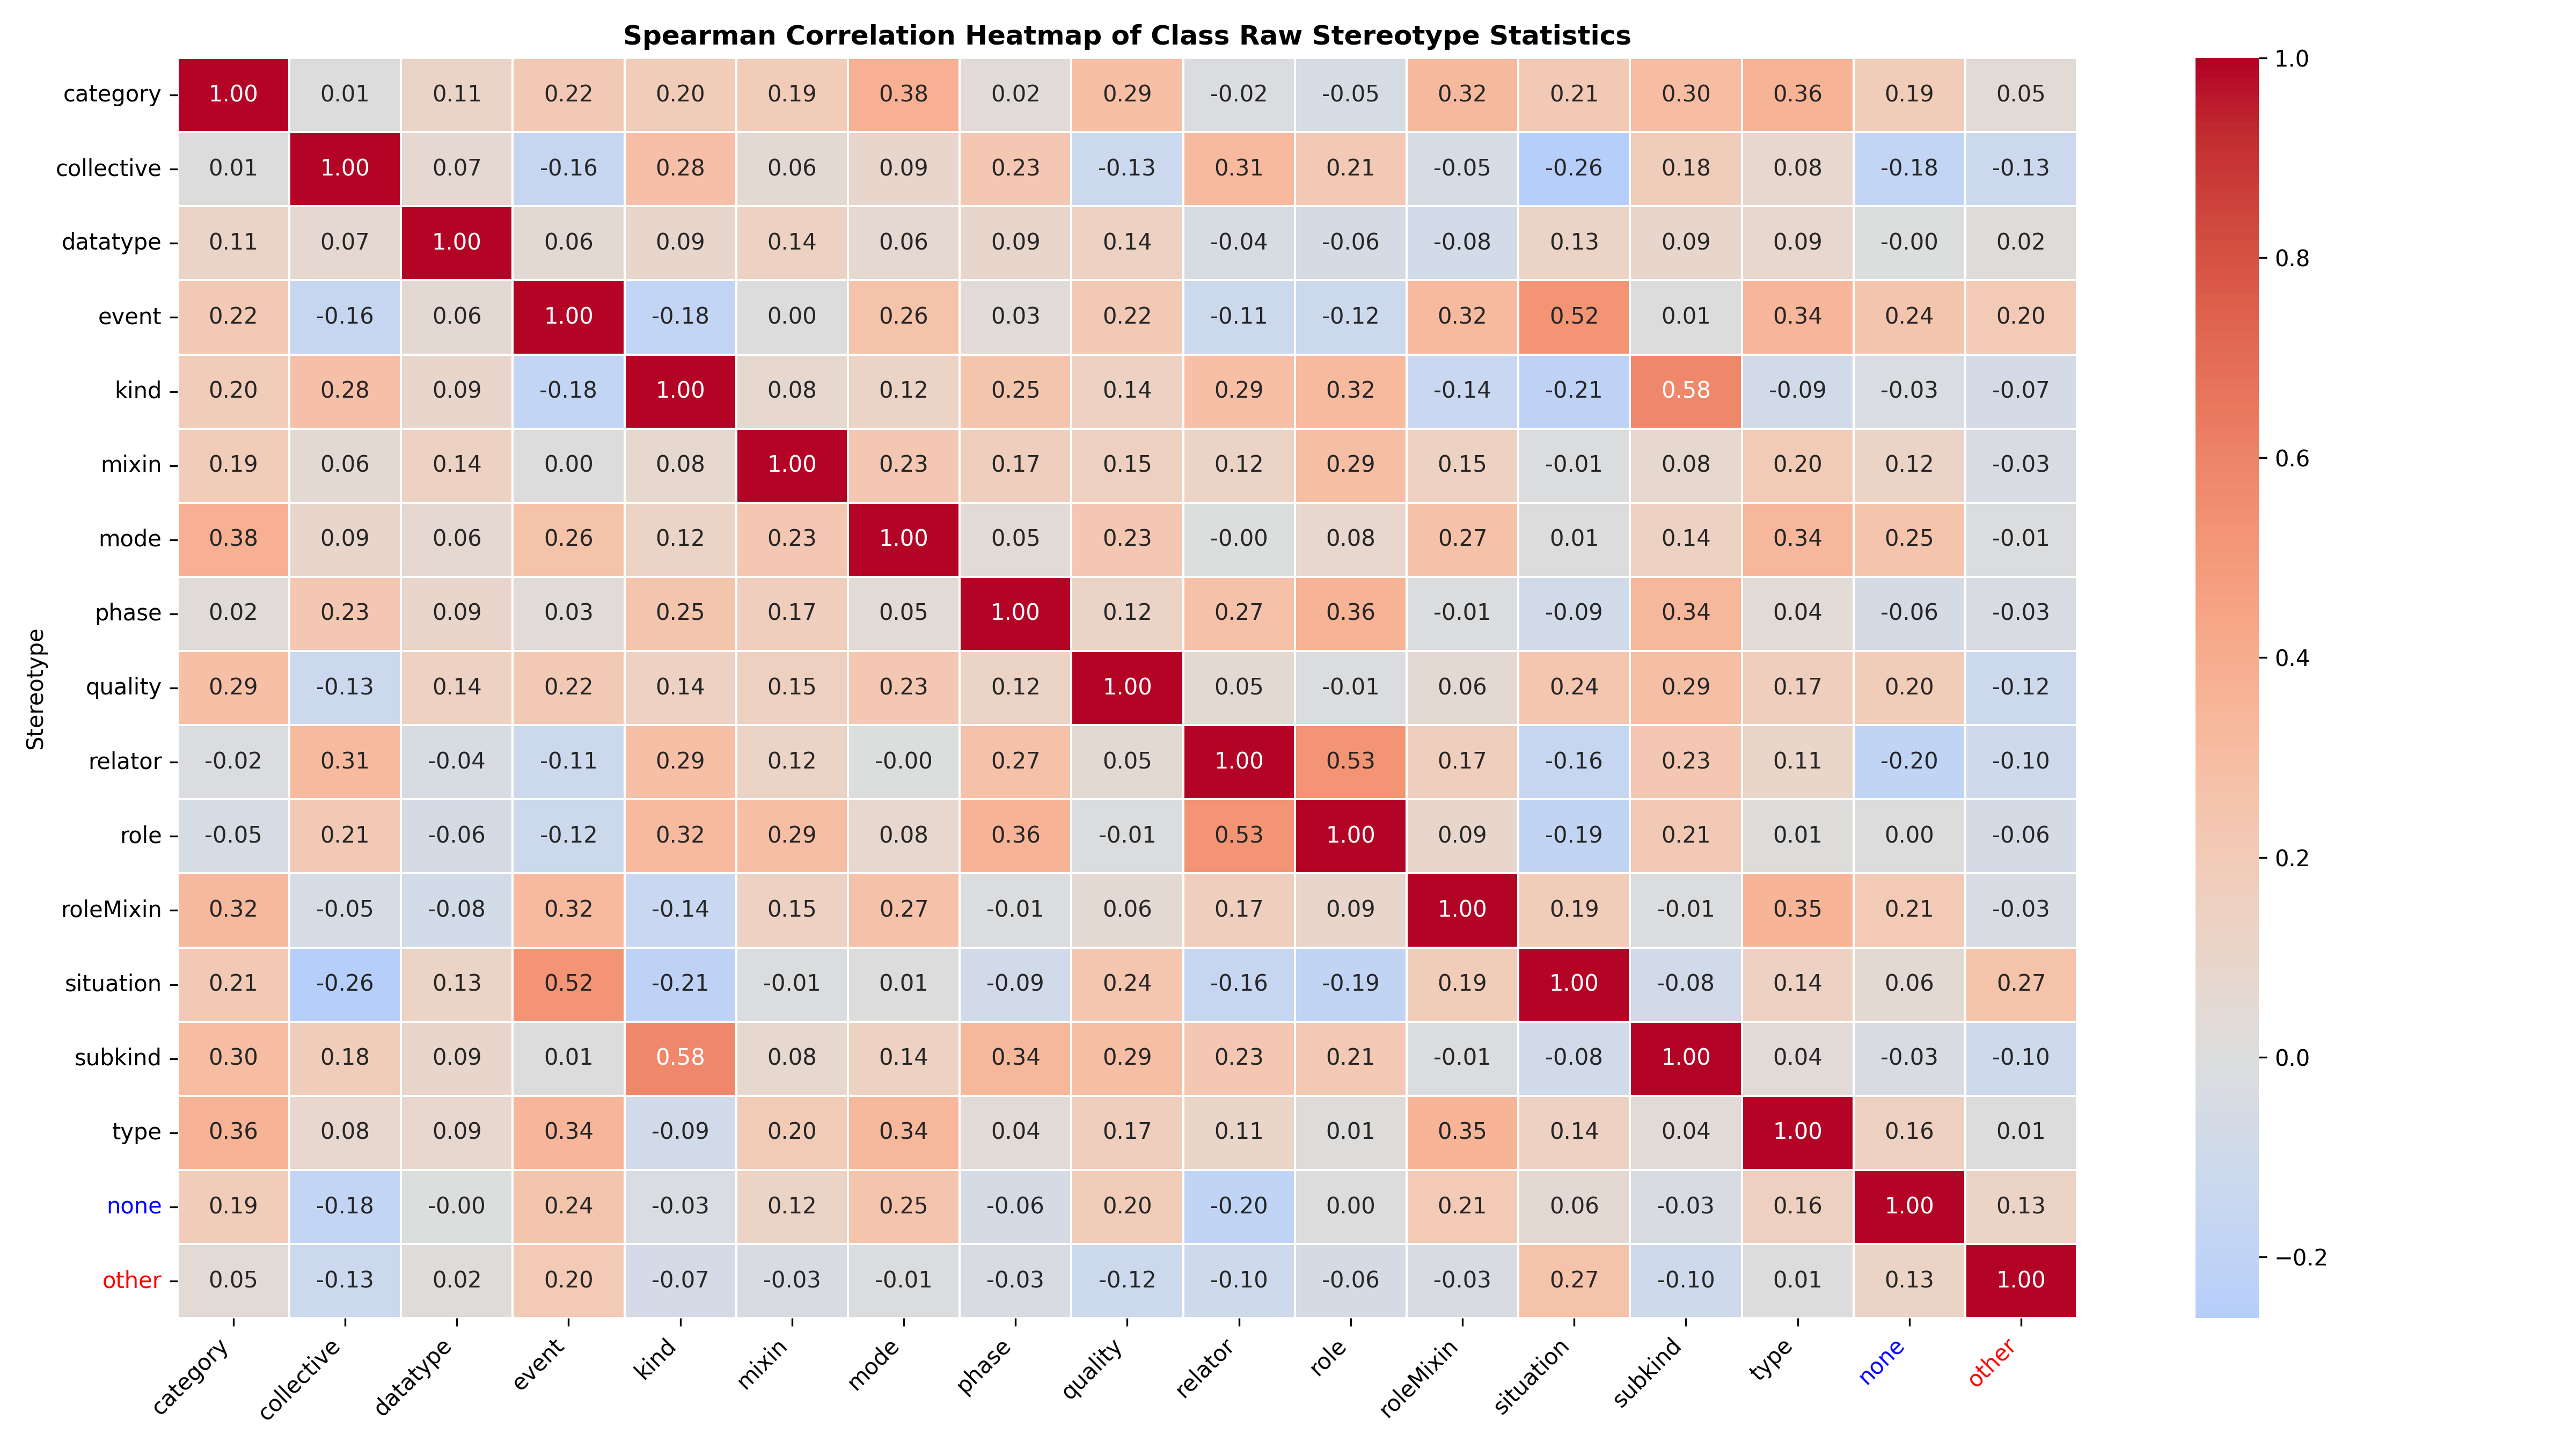 Spearman Correlation Heatmap of Class Raw Stereotype Statistics
Stereotype
category 1.00 0.01 0.11 0.22 0.20 0.19 0.38 0.02 0.29 -0.02 -0.05 0.32 0.21 0.30 0.36 0.19 0.05
collective 0.01 1.00 0.07 -0.16 0.28 0.06 0.09 0.23 -0.13 0.31 0.21 -0.05 -0.26 0.18 0.08 -0.18 -0.13
datatype 0.11 0.07 1.00 0.06 0.09 0.14 0.06 0.09 0.14 -0.04 -0.06 -0.08 0.13 0.09 0.09 -0.00 0.02
event 0.22 -0.16 0.06 1.00 -0.18 0.00 0.26 0.03 0.22 -0.11 -0.12 0.32 0.52 0.01 0.34 0.24 0.20
kind 0.20 0.28 0.09 -0.18 1.00 0.08 0.12 0.25 0.14 0.29 0.32 -0.14 -0.21 0.58 -0.09 -0.03 -0.07
mixin 0.19 0.06 0.14 0.00 0.08 1.00 0.23 0.17 0.15 0.12 0.29 0.15 -0.01 0.08 0.20 0.12 -0.03
mode 0.38 0.09 0.06 0.26 0.12 0.23 1.00 0.05 0.23 -0.00 0.08 0.27 0.01 0.14 0.34 0.25 -0.01
phase 0.02 0.23 0.09 0.03 0.25 0.17 0.05 1.00 0.12 0.27 0.36 -0.01 -0.09 0.34 0.04 -0.06 -0.03
quality 0.29 -0.13 0.14 0.22 0.14 0.15 0.23 0.12 1.00 0.05 -0.01 0.06 0.24 0.29 0.17 0.20 -0.12
relator -0.02 0.31 -0.04 -0.11 0.29 0.12 -0.00 0.27 0.05 1.00 0.53 0.17 -0.16 0.23 0.11 -0.20 -0.10
role -0.05 0.21 -0.06 -0.12 0.32 0.29 0.08 0.36 -0.01 0.53 1.00 0.09 -0.19 0.21 0.01 0.00 -0.06
roleMixin 0.32 -0.05 -0.08 0.32 -0.14 0.15 0.27 -0.01 0.06 0.17 0.09 1.00 0.19 -0.01 0.35 0.21 -0.03
situation 0.21 -0.26 0.13 0.52 -0.21 -0.01 0.01 -0.09 0.24 -0.16 -0.19 0.19 1.00 -0.08 0.14 0.06 0.27
subkind 0.30 0.18 0.09 0.01 0.58 0.08 0.14 0.34 0.29 0.23 0.21 -0.01 -0.08 1.00 0.04 -0.03 -0.10
type 0.36 0.08 0.09 0.34 -0.09 0.20 0.34 0.04 0.17 0.11 0.01 0.35 0.14 0.04 1.00 0.16 0.01
none 0.19 -0.18 -0.00 0.24 -0.03 0.12 0.25 -0.06 0.20 -0.20 0.00 0.21 0.06 -0.03 0.16 1.00 0.13
other 0.05 -0.13 0.02 0.20 -0.07 -0.03 -0.01 -0.03 -0.12 -0.10 -0.06 -0.03 0.27 -0.10 0.01 0.13 1.00
category collective datatype event kind mixin mode phase quality relator role roleMixin situation subkind type none other
1.0
0.8
0.6
0.4
0.2
0.0
−0.2